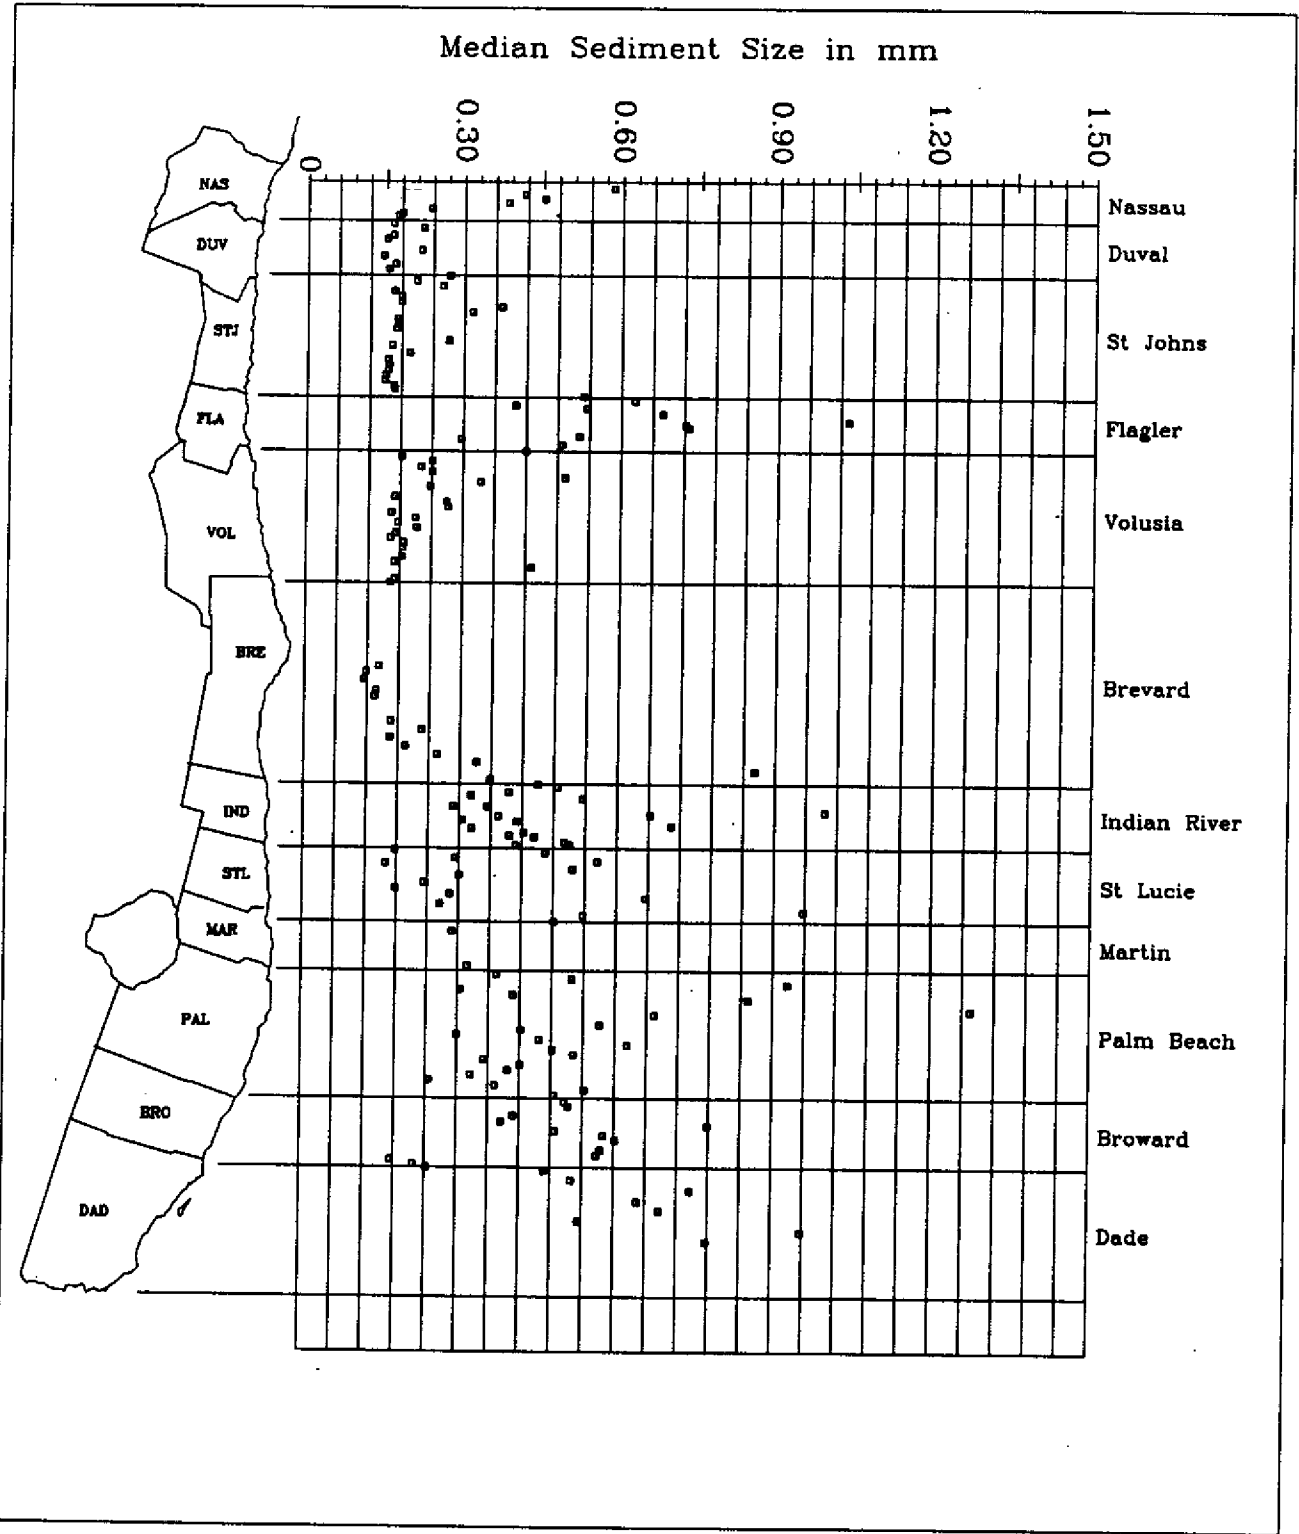 Median Sediment Size in mm
0
0.30
0.60
0.90
1.20
1.50
NAS
DUV
STJ
FLA
VOL
BRE
IND
STL
MAR
PAL
BRO
DAD
Nassau
Duval
St Johns
Flagler
Volusia
Brevard
Indian River
St Lucie
Martin
Palm Beach
Broward
Dade